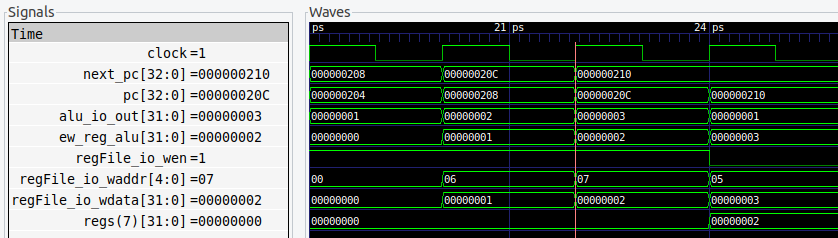 Signals
Waves
Time
ps 21 ps 24 ps
clock =1
next_pc[32:0] =000000210 000000208 00000020C 000000210
pc[32:0] =00000020C 000000204 000000208 00000020C 000000210
alu_io_out[31:0] =00000003 00000001 00000002 00000003 00000001
ew_reg_alu[31:0] =00000002 00000000 00000001 00000002 00000003
regFile_io_wen =1
regFile_io_waddr[4:0] =07 00 06 07 05
regFile_io_wdata[31:0] =00000002 00000000 00000001 00000002 00000003
regs(7)[31:0] =00000000 00000000 00000002